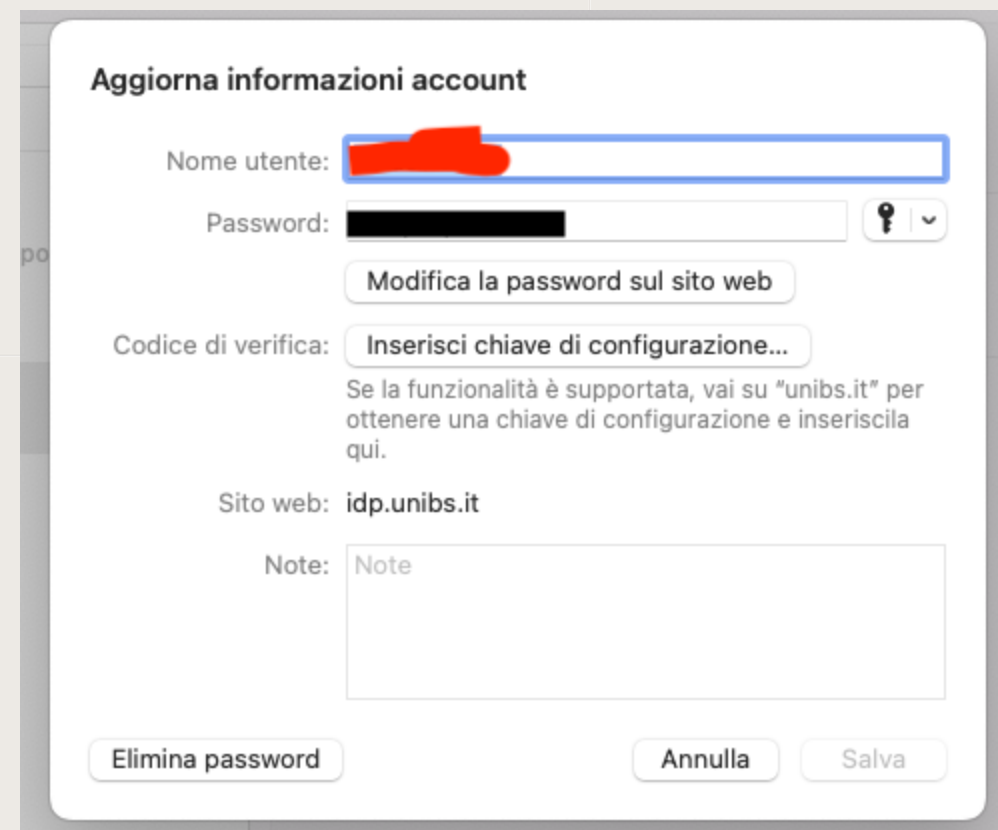 Aggiorna informazioni account
Nome utente:
Password:
po
Modifica la password sul sito web
Codice di verifica: Inserisci chiave di configurazione...
Se la funzionalità è supportata, vai su “unibs.it” per
ottenere una chiave di configurazione e inseriscila
qui.
Sito web: idp.unibs.it
Note: Note
Elimina password Annulla Salva